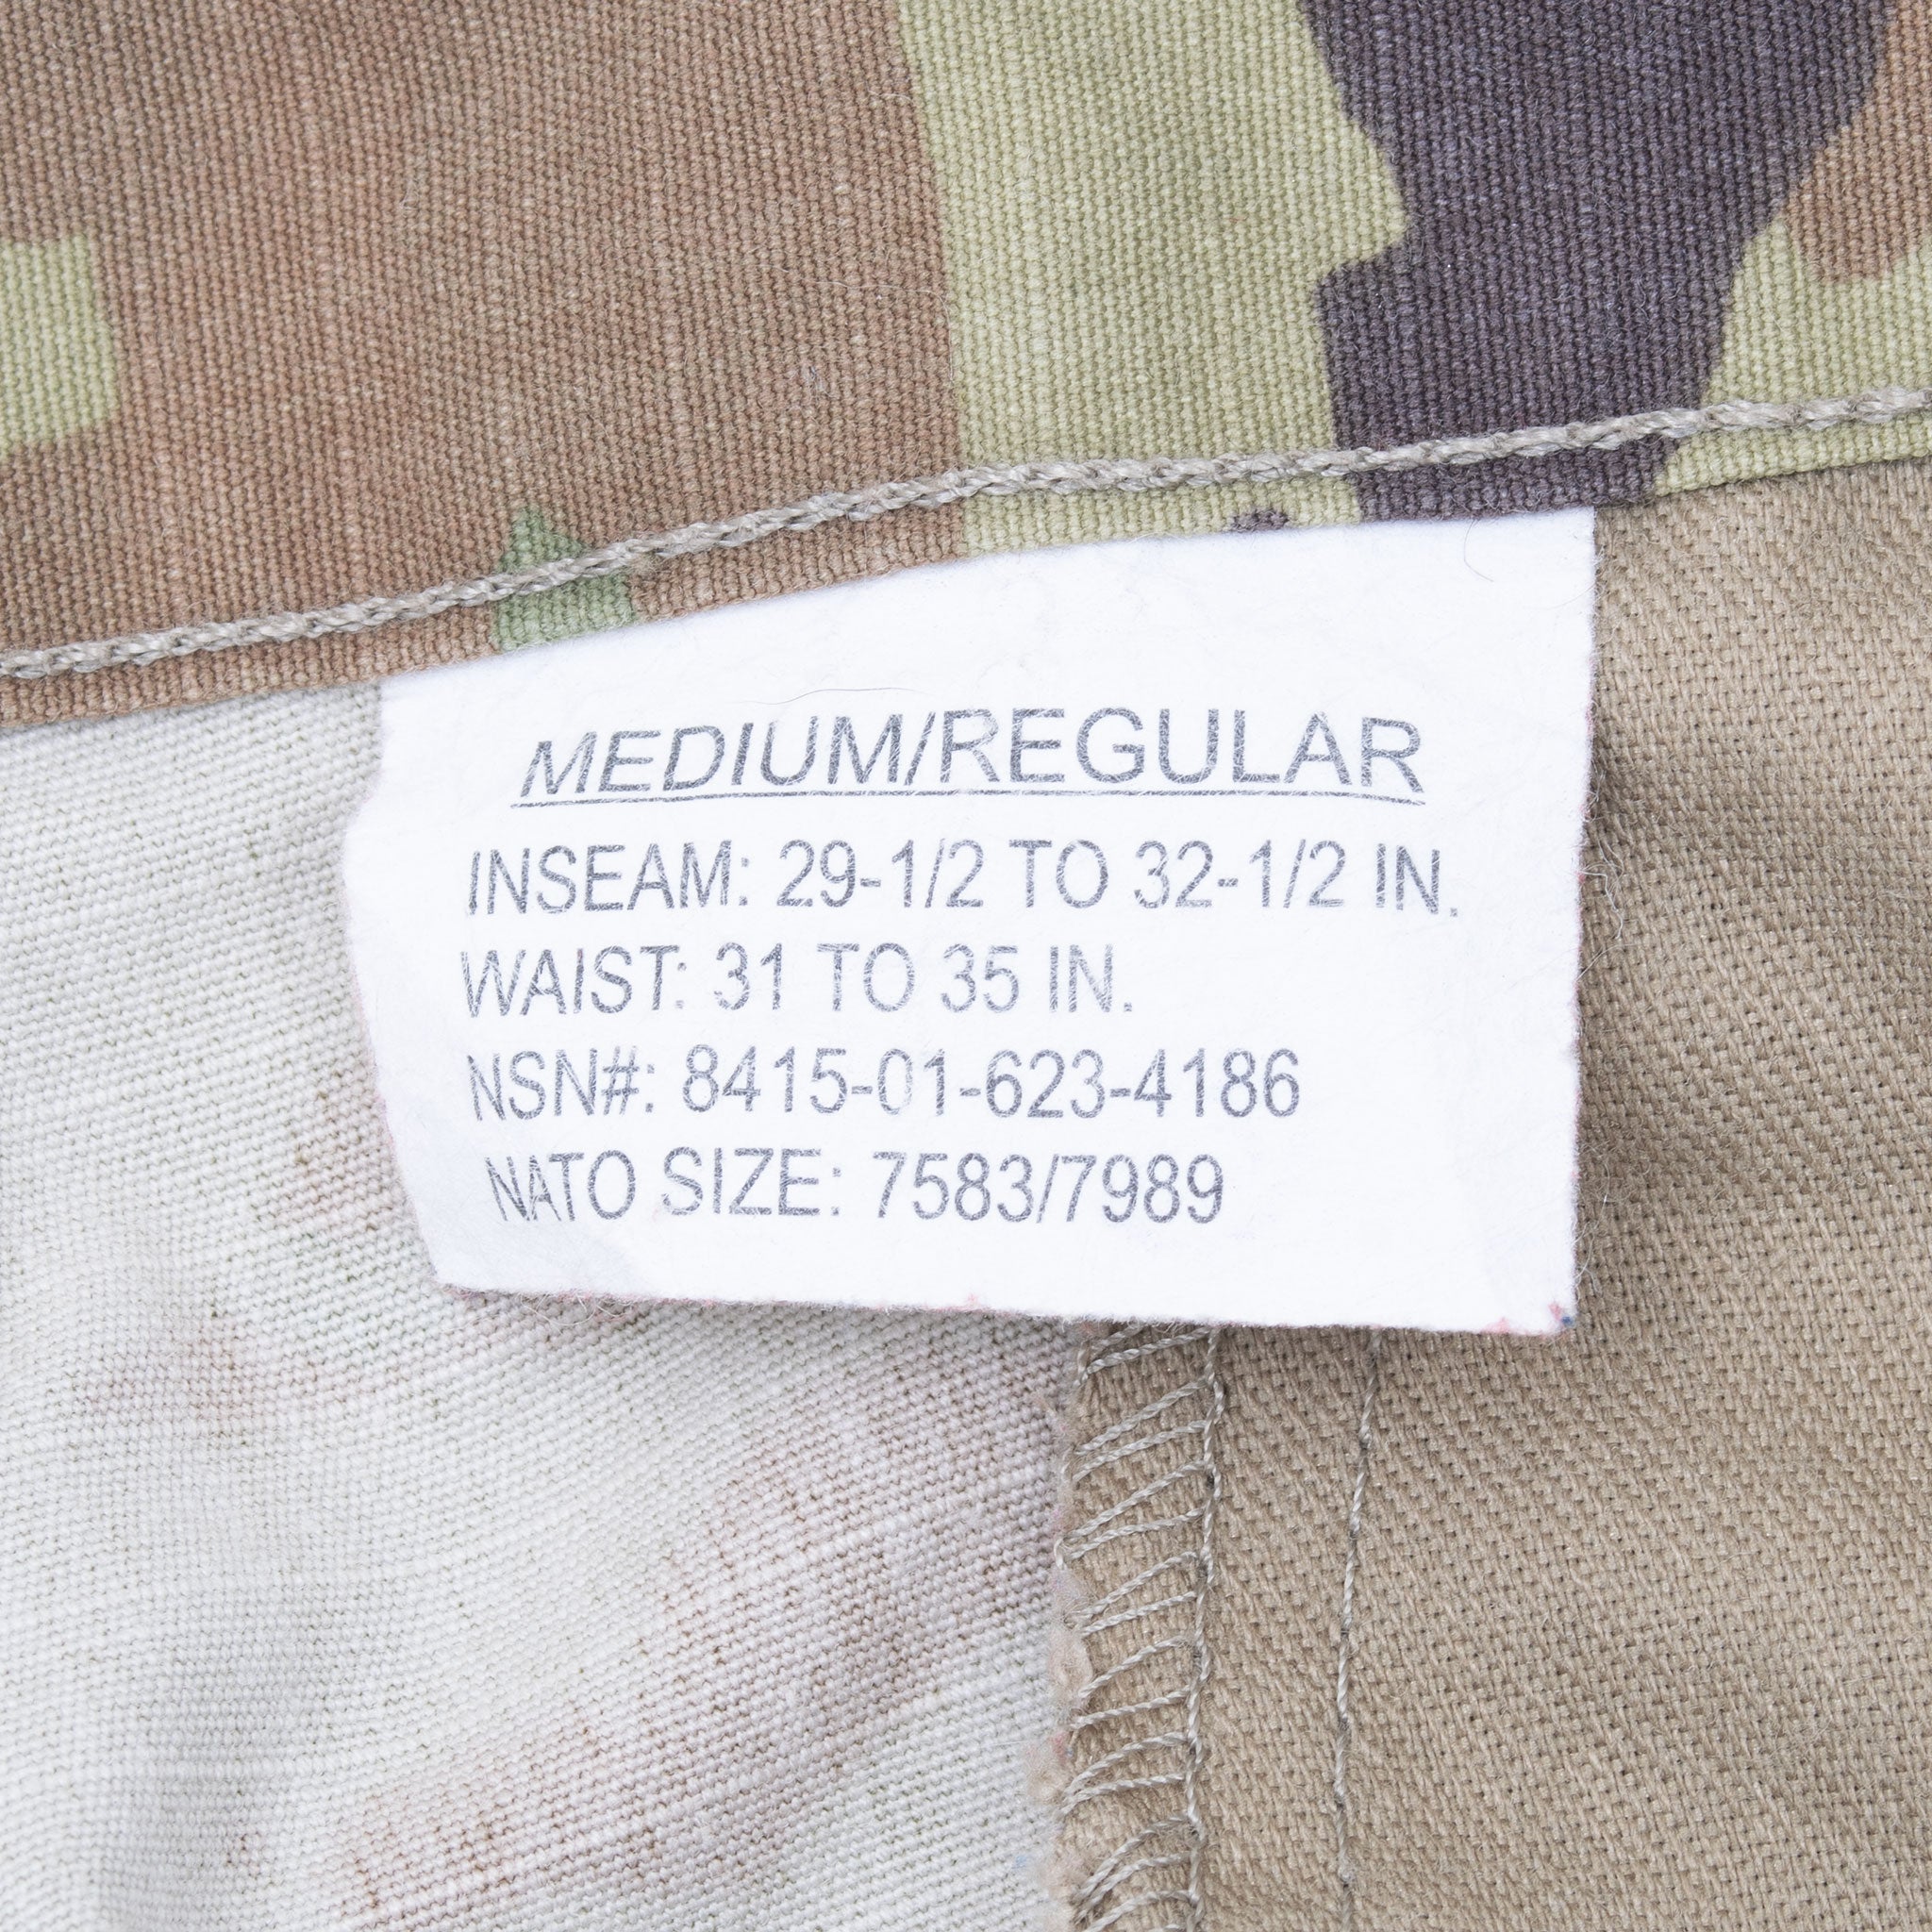 MEDIUM/REGULAR
INSEAM: 29-1/2 TO 32-1/2 IN.
WAIST: 31 TO 35 IN.
NSN#: 8415-01-623-4186
NATO SIZE: 7583/7989